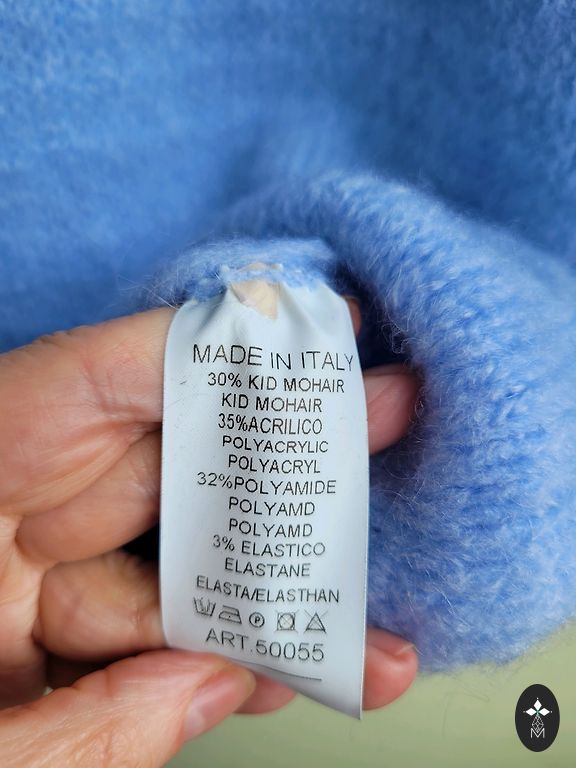 MADE IN ITALY
30% KID MOHAIR
KID MOHAIR
35%ACRILICO
POLYACRYLIC
POLYACRYL
32%POLYAMIDE
POLYAMD
POLYAMD
3% ELASTICO
ELASTANE
ELASTA/ELASTHAN
P
ART.50055
M